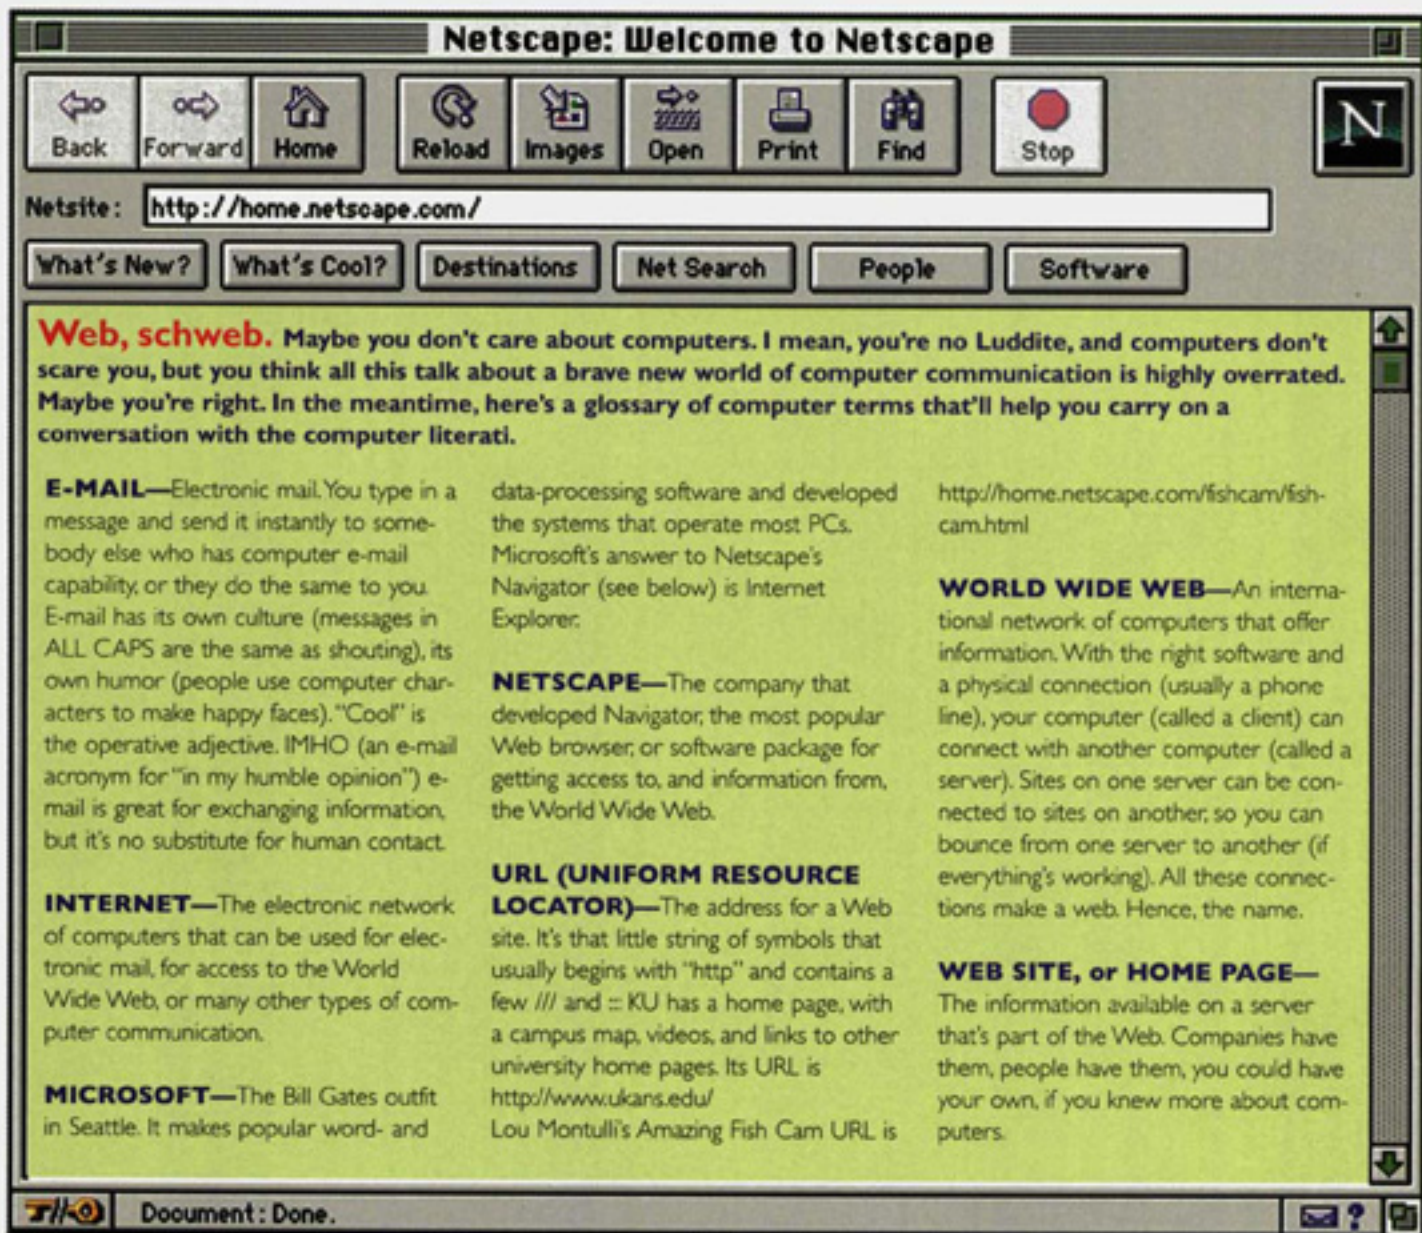 Netscape: Welcome to Netscape
Back
Forward
Home
Reload
Images
Open
Print
Find
Stop
N
Netsite: http://home.netscape.com/
What's New?
What's Cool?
Destinations
Net Search
People
Software
Web, schweb. Maybe you don't care about computers. I mean, you're no Luddite, and computers don't
scare you, but you think all this talk about a brave new world of computer communication is highly overrated.
Maybe you're right. In the meantime, here's a glossary of computer terms that'll help you carry on a
conversation with the computer literati.
E-MAIL—Electronic mail. You type in a
message and send it instantly to some-
body else who has computer e-mail
capability, or they do the same to you.
E-mail has its own culture (messages in
ALL CAPS are the same as shouting), its
own humor (people use computer char-
acters to make happy faces). "Cool" is
the operative adjective. IMHO (an e-mail
acronym for "in my humble opinion") e-
mail is great for exchanging information,
but it's no substitute for human contact.
INTERNET—The electronic network
of computers that can be used for elec-
tronic mail, for access to the World
Wide Web, or many other types of com-
puter communication.
MICROSOFT—The Bill Gates outfit
in Seattle. It makes popular word- and
data-processing software and developed
the systems that operate most PCs.
Microsoft's answer to Netscape's
Navigator (see below) is Internet
Explorer.
NETSCAPE—The company that
developed Navigator, the most popular
Web browser, or software package for
getting access to, and information from,
the World Wide Web.
URL (UNIFORM RESOURCE
LOCATOR)—The address for a Web
site. It's that little string of symbols that
usually begins with "http" and contains a
few /// and ::: KU has a home page, with
a campus map, videos, and links to other
university home pages. Its URL is
http://www.ukans.edu/
Lou Montulli's Amazing Fish Cam URL is
http://home.netscape.com/fishcam/fish-
cam.html
WORLD WIDE WEB—An interna-
tional network of computers that offer
information. With the right software and
a physical connection (usually a phone
line), your computer (called a client) can
connect with another computer (called a
server). Sites on one server can be con-
nected to sites on another, so you can
bounce from one server to another (if
everything's working). All these connec-
tions make a web. Hence, the name.
WEB SITE, or HOME PAGE—
The information available on a server
that's part of the Web. Companies have
them, people have them, you could have
your own, if you knew more about com-
puters.
Document: Done.
?